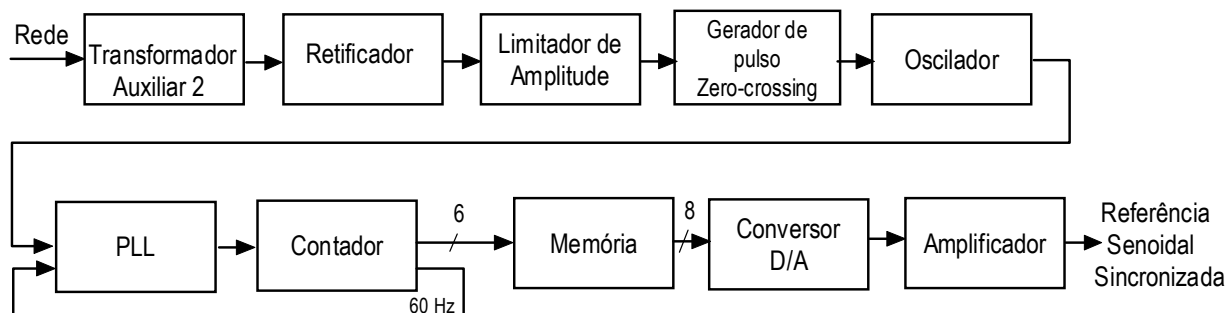 Rede
Transformador
Auxiliar 2
Retificador
Limitador de
Amplitude
Gerador de
pulso
Zero-crossing
Oscilador
PLL
Contador
60 Hz
6
Memória
8
Conversor
D/A
Amplificador
Referência
Senoidal
Sincronizada